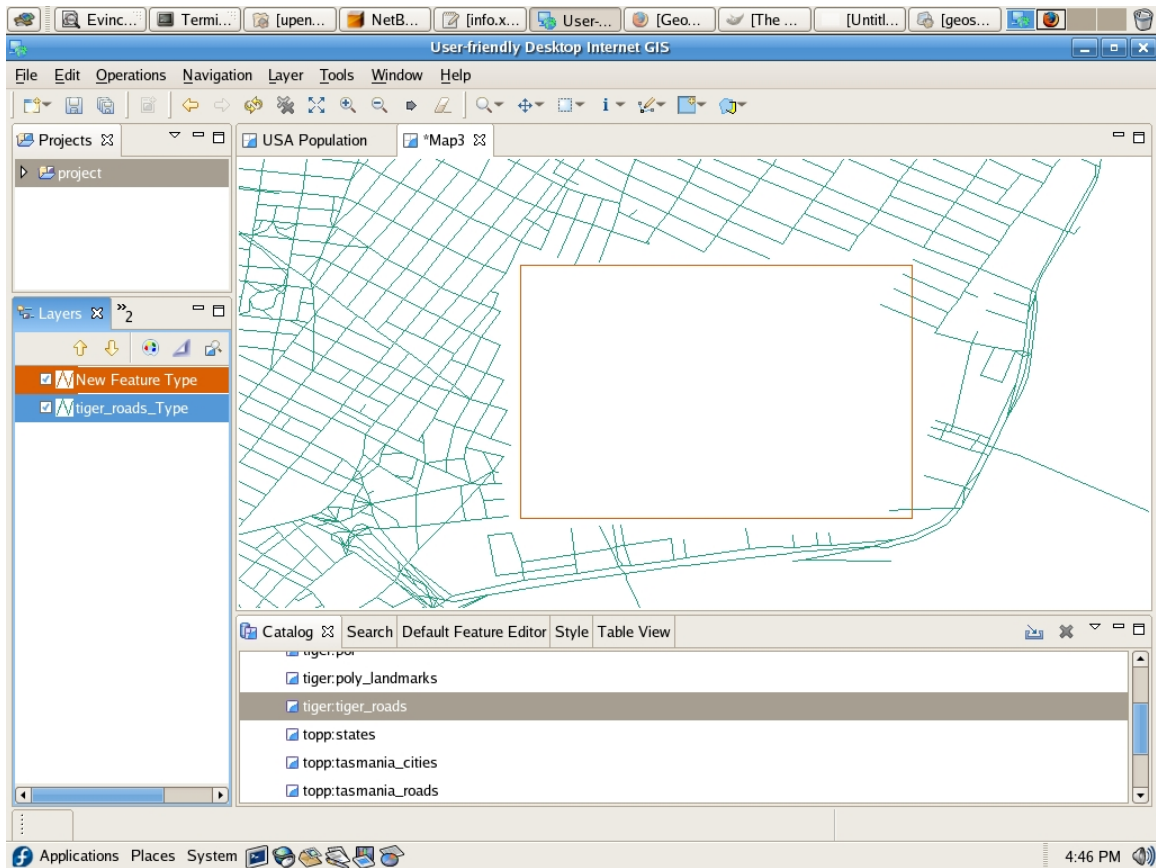 Evinc... Termi... [upen... NetB... [info.x... User-... [Geo... [The ... [Untitl... [geos...
User-friendly Desktop Internet GIS
File Edit Operations Navigation Layer Tools Window Help
Projects USA Population *Map3
project
Layers »2
New Feature Type
tiger_roads_Type
Catalog Search Default Feature Editor Style Table View
tiger:poi
tiger:poly_landmarks
tiger:tiger_roads
topp:states
topp:tasmania_cities
topp:tasmania_roads
Applications Places System 4:46 PM